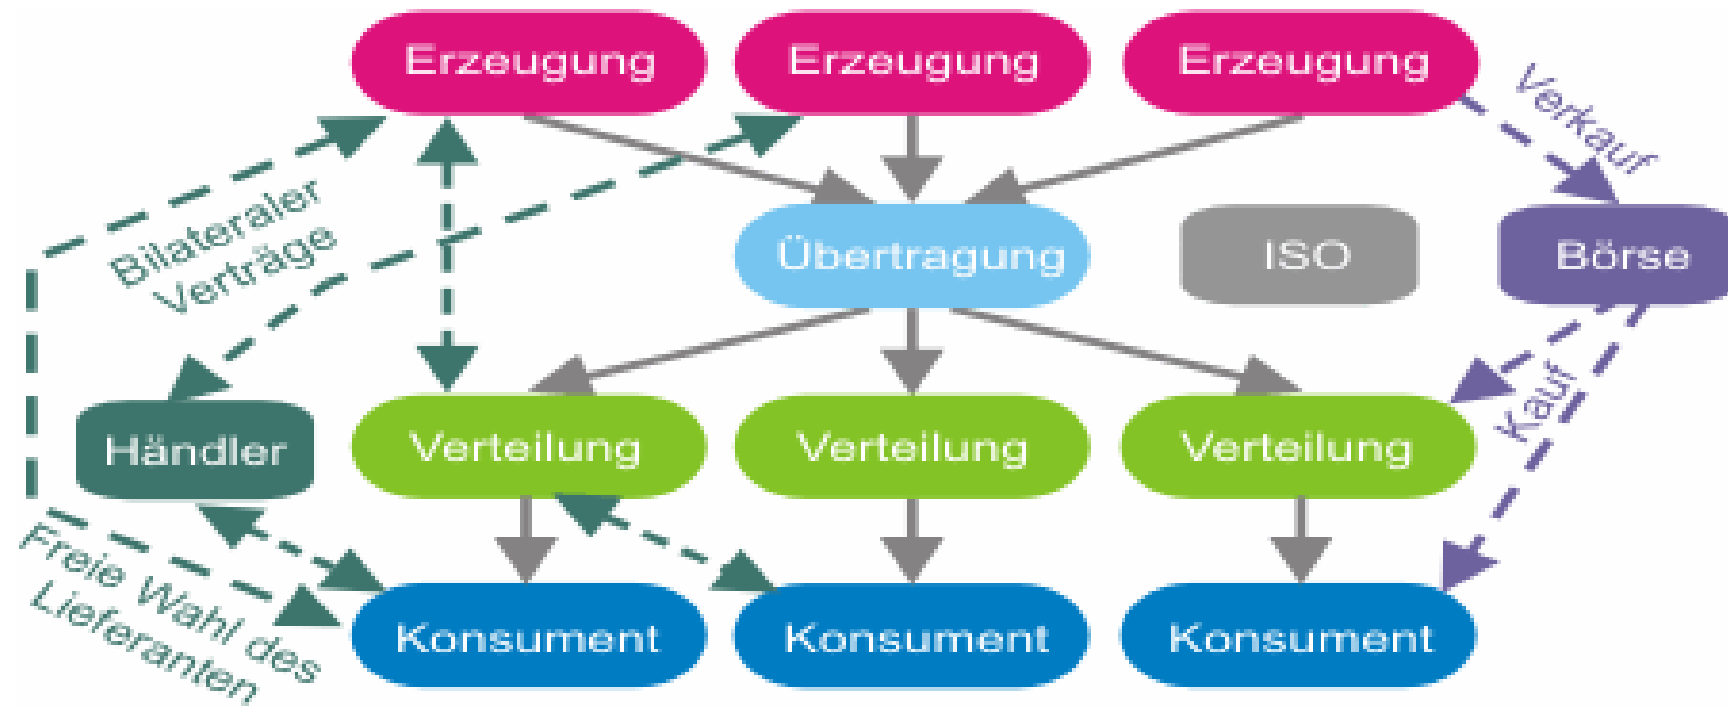 Erzeugung
Erzeugung
Erzeugung
Verkauf
Bilateraler
Verträge
Übertragung
ISO
Börse
Kauf
Händler
Verteilung
Verteilung
Verteilung
Freie Wahl des
Lieferanten
Konsument
Konsument
Konsument